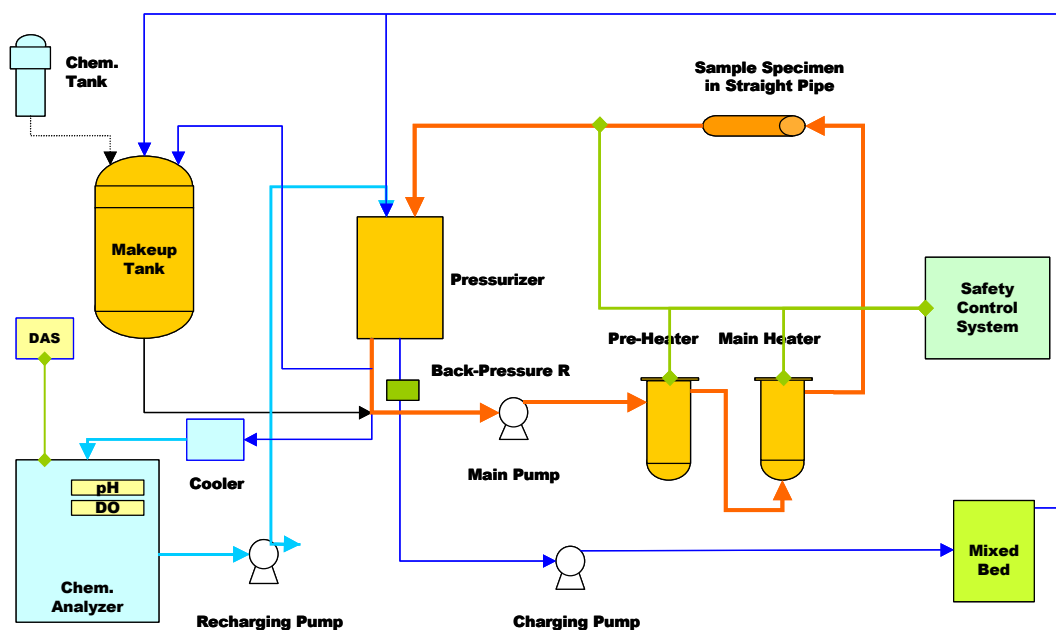 Chem.
Tank
Sample Specimen
in Straight Pipe
Makeup
Tank
Pressurizer
Safety
Control
System
DAS
Pre-Heater
Main Heater
Back-Pressure R
Cooler
Main Pump
pH
DO
Mixed
Bed
Chem.
Analyzer
Recharging Pump
Charging Pump